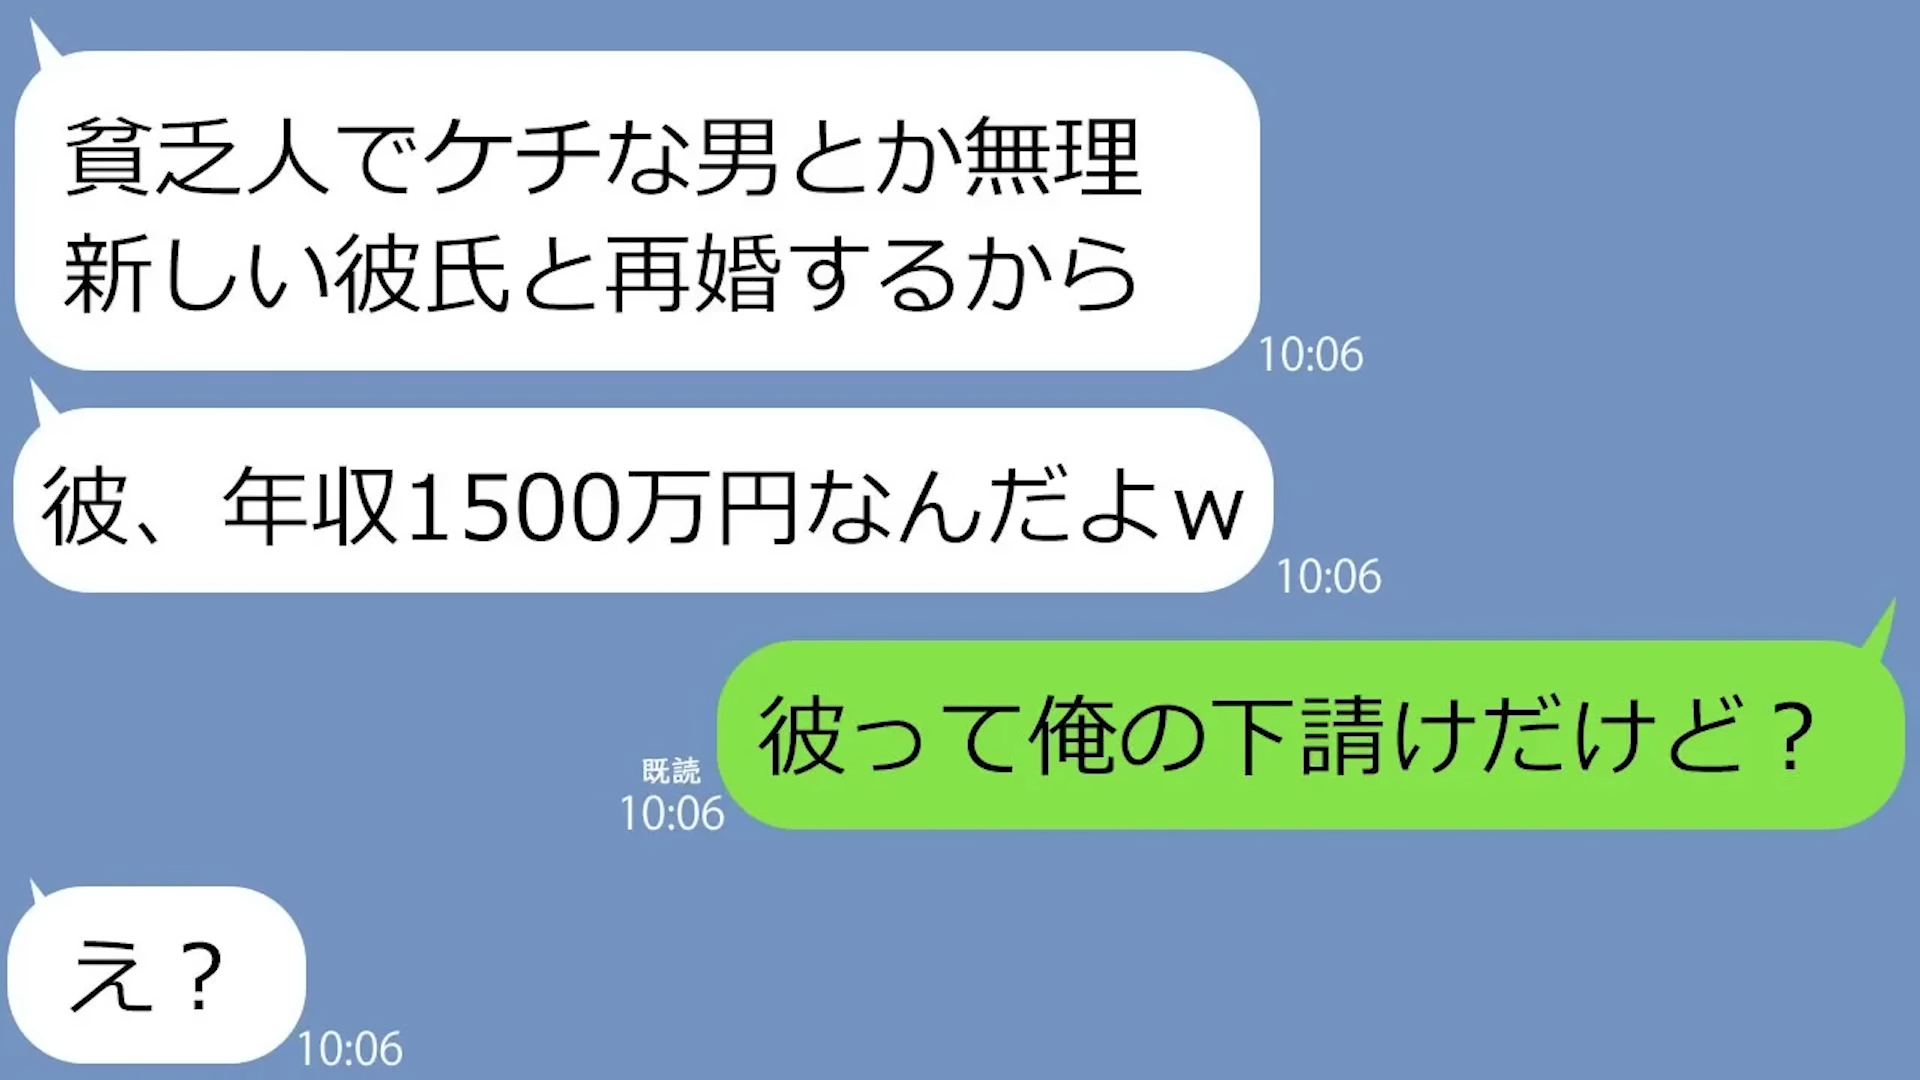 貧乏人でケチな男とか無理
新しい彼氏と再婚するから
10:06
彼、年収1500万円なんだよw
10:06
彼って俺の下請けだけど？
既読
10:06
え？
10:06